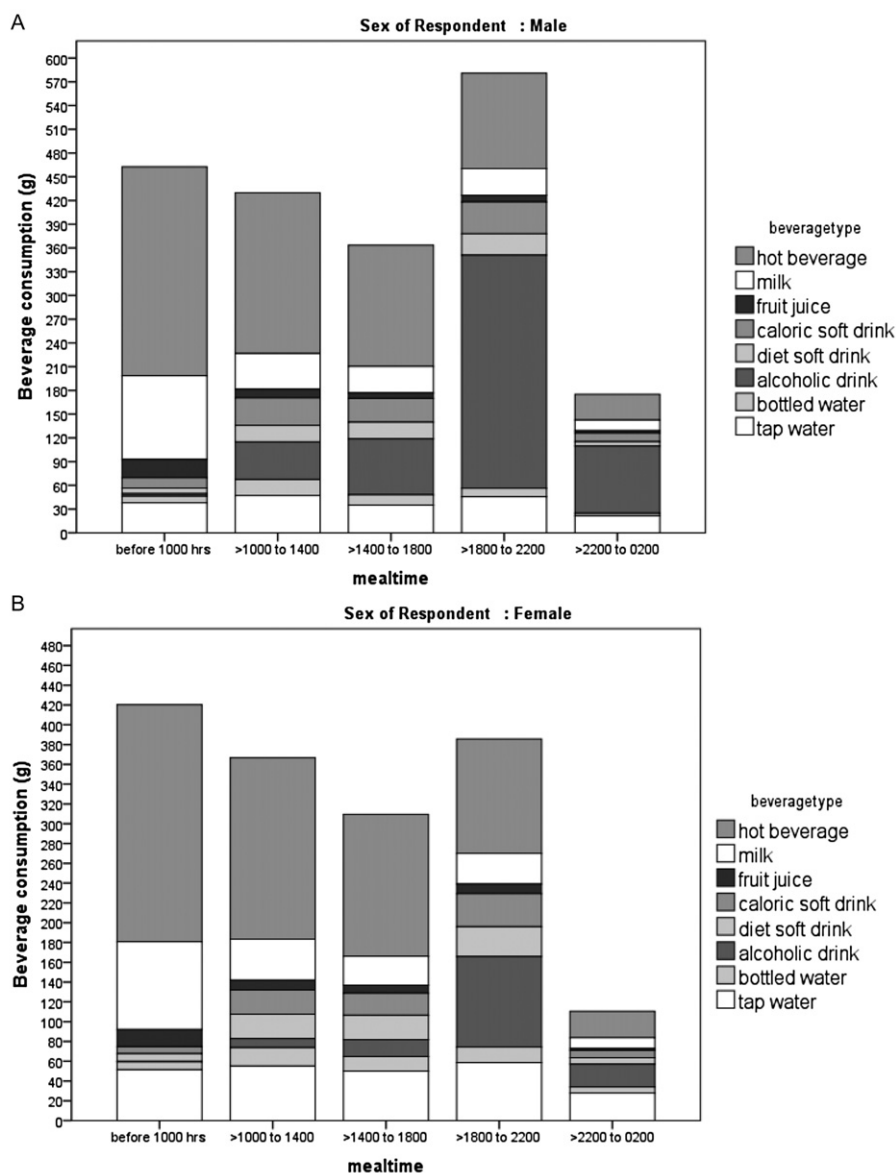 A
Sex of Respondent : Male
Beverage consumption (g)
600
570
540
510
480
450
420
390
360
330
300
270
240
210
180
150
120
90
60
30
0
before 1000 hrs >1000 to 1400 >1400 to 1800 >1800 to 2200 >2200 to 0200
mealtime
beveragetype
hot beverage
milk
fruit juice
caloric soft drink
diet soft drink
alcoholic drink
bottled water
tap water
B
Sex of Respondent : Female
Beverage consumption (g)
480
460
440
420
400
380
360
340
320
300
280
260
240
220
200
180
160
140
120
100
80
60
40
20
0
before 1000 hrs >1000 to 1400 >1400 to 1800 >1800 to 2200 >2200 to 0200
mealtime
beveragetype
hot beverage
milk
fruit juice
caloric soft drink
diet soft drink
alcoholic drink
bottled water
tap water